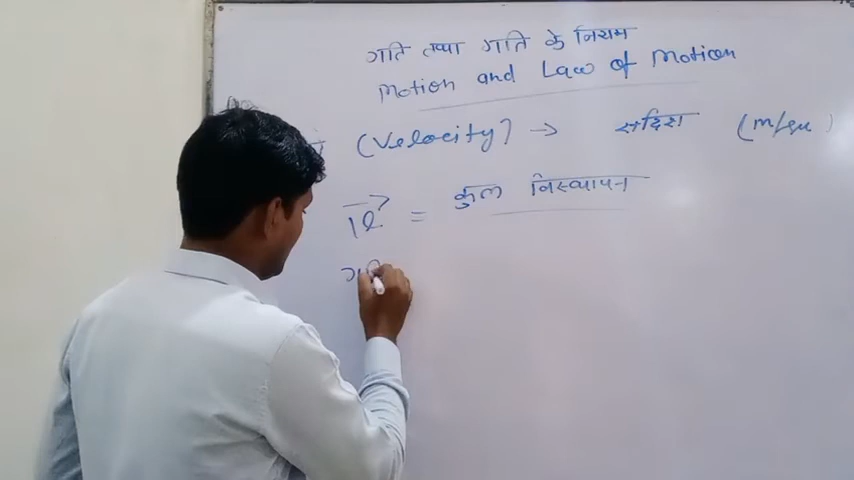 गति तथा गति के नियम
Motion and Law of Motion
(Velocity) → सदिश (m/sec)
= कुल विस्थापन